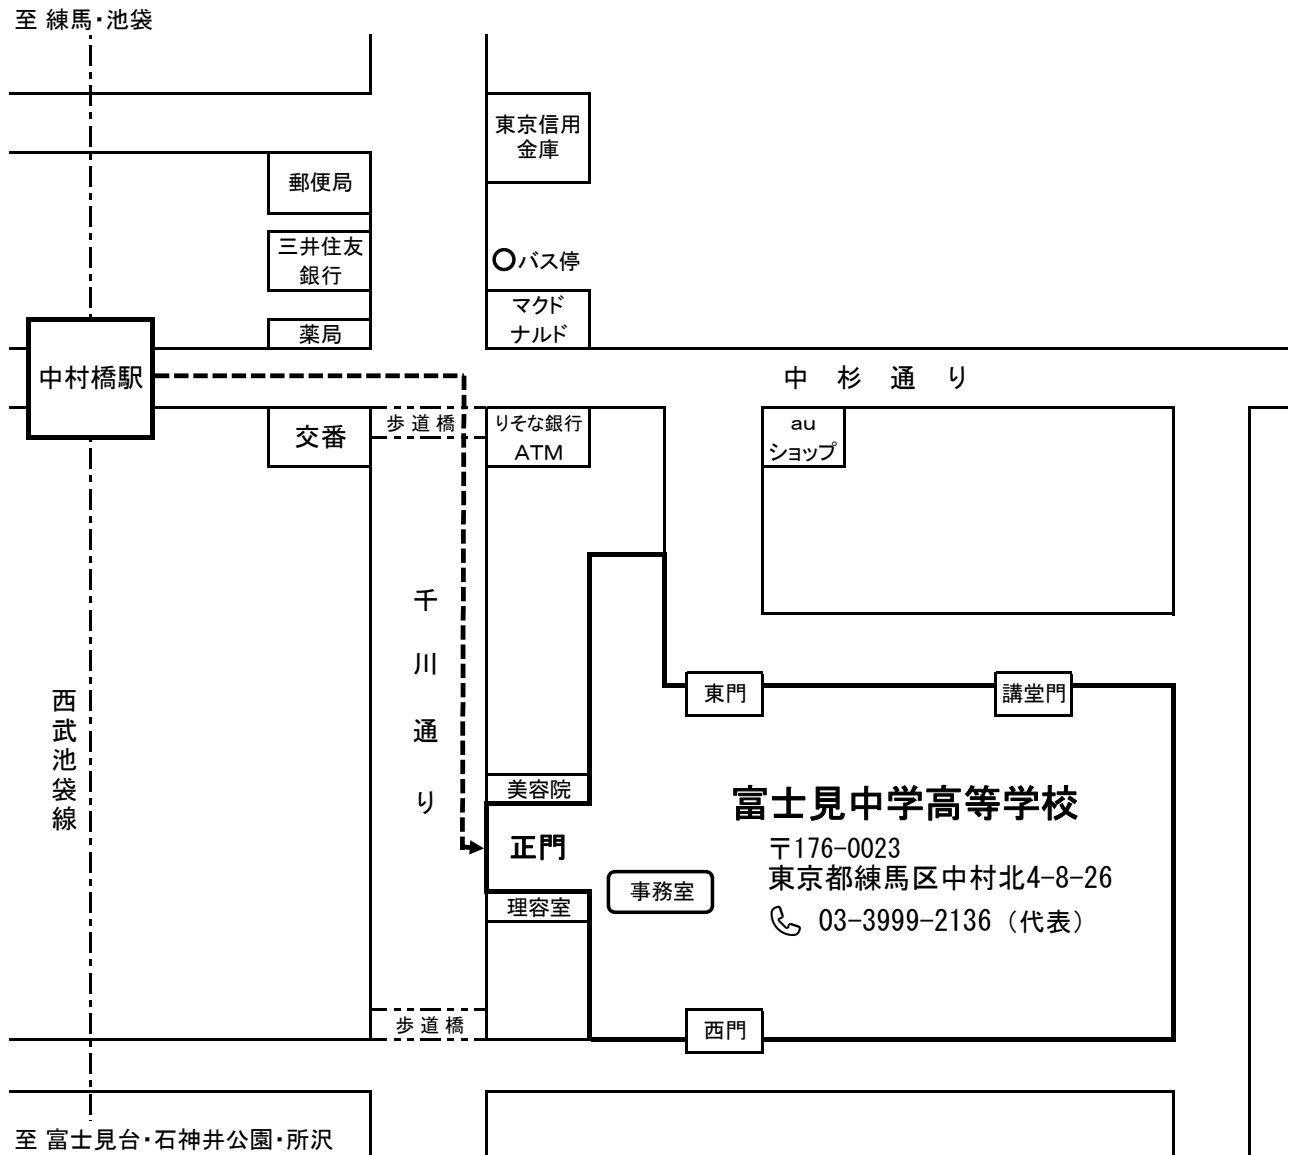 至 練馬・池袋
東京信用
金庫
郵便局
三井住友
銀行
バス停
マクド
ナルド
薬局
中村橋駅
中杉通り
交番
歩道橋
りそな銀行
ATM
au
ショップ
千川通り
西武池袋線
東門
講堂門
美容院
富士見中学高等学校
正門
〒176-0023
東京都練馬区中村北4-8-26
事務室
理容室
03-3999-2136（代表）
歩道橋
西門
至 富士見台・石神井公園・所沢